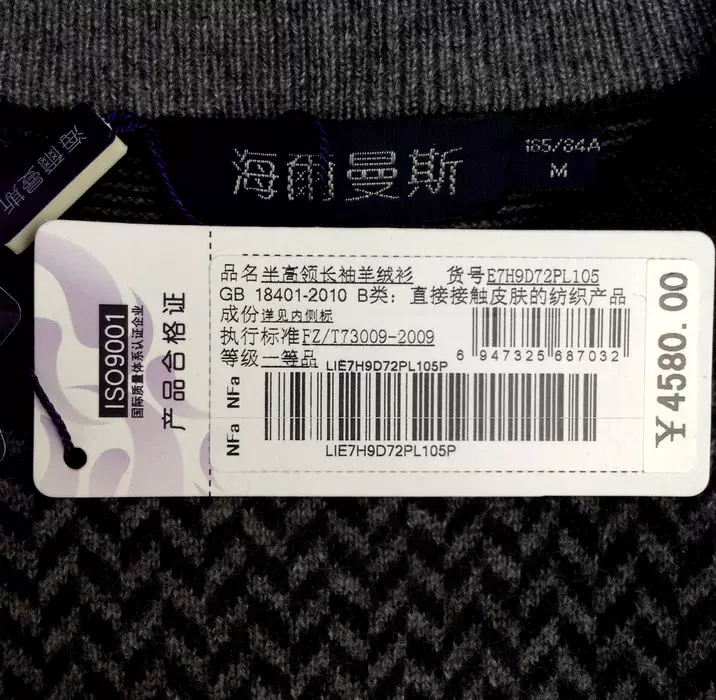 海爾曼斯
海爾曼斯
165/84A
M
ISO9001
国际质量体系认证企业
产品合格证
品名半高领长袖羊绒衫 货号E7H9D72PL105
GB 18401-2010 B类：直接接触皮肤的纺织产品
成份详见内侧标
执行标准FZ/T73009-2009
等级一等品
6 947325 687032
LIE7H9D72PL105P
NFa NFa
LIE7H9D72PL105P
￥4580.00